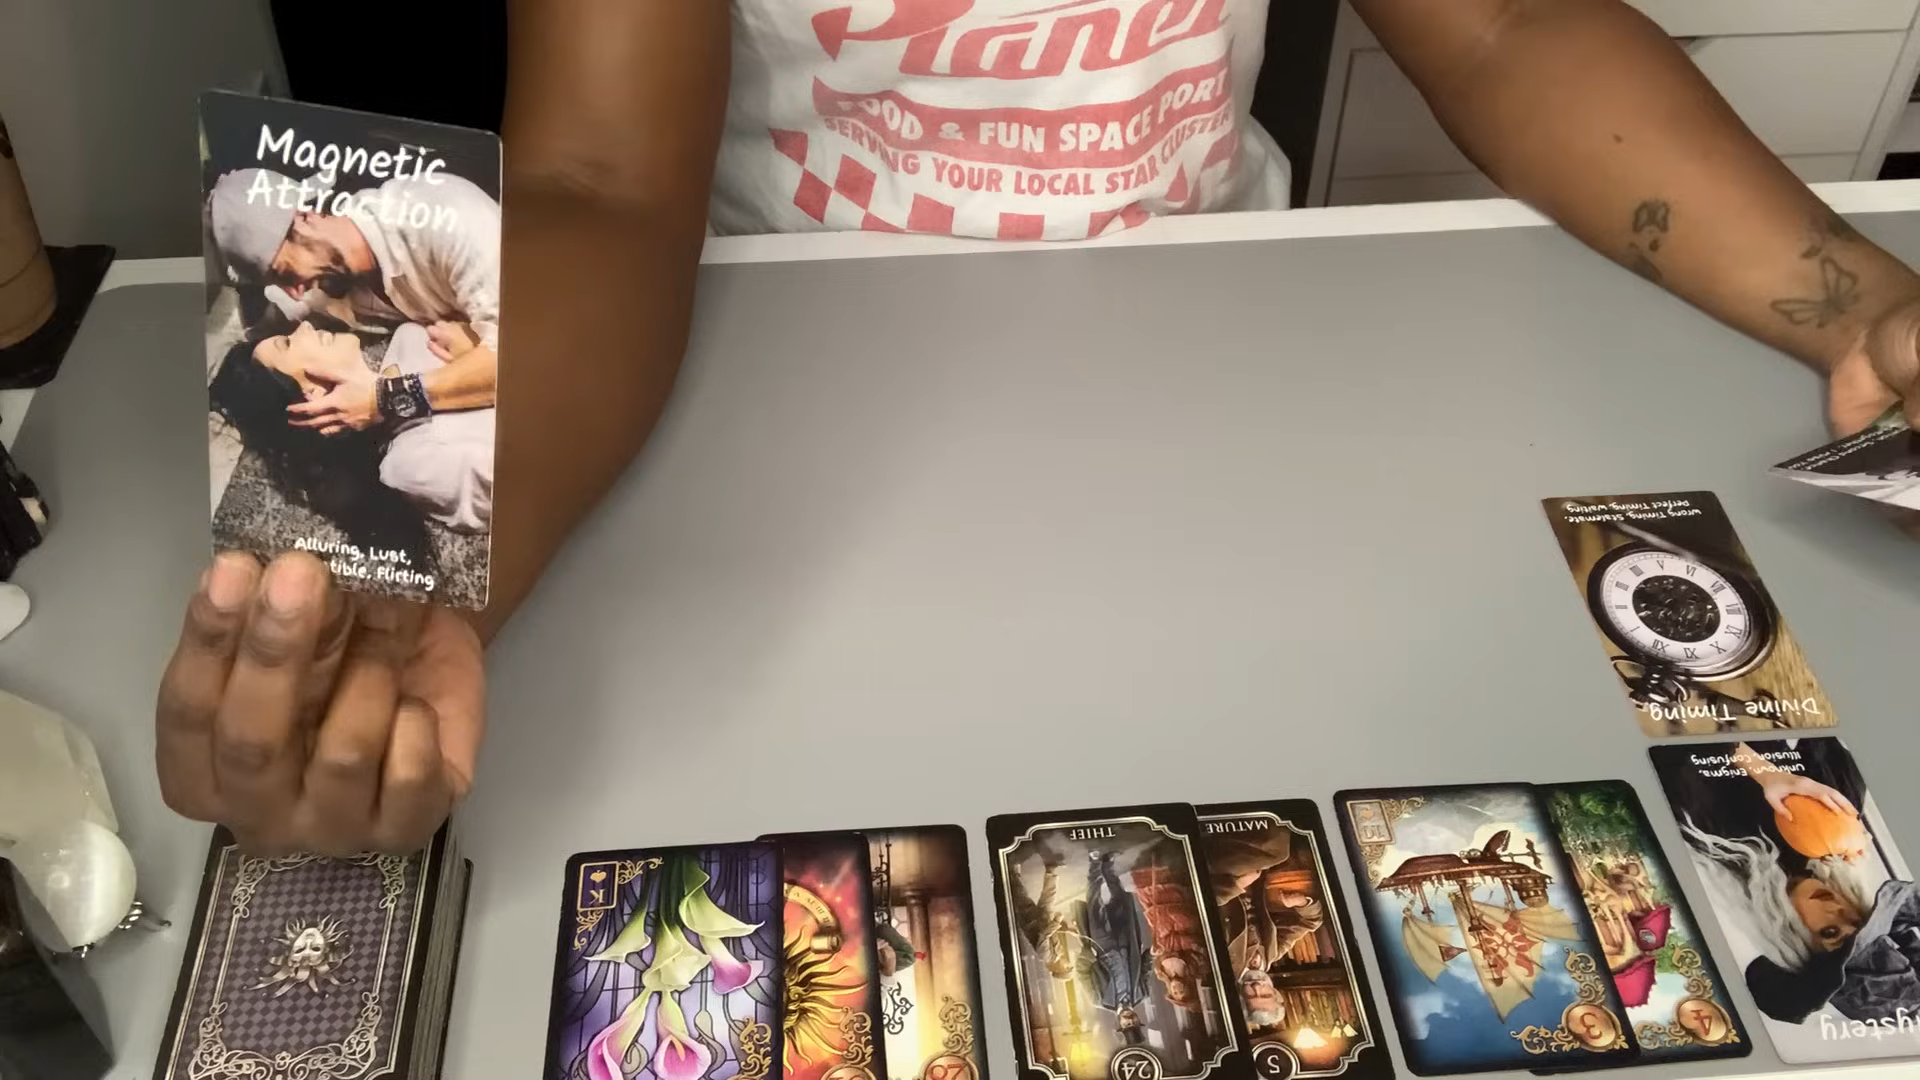 Planet
FOOD & FUN SPACE PORT
SERVING YOUR LOCAL STAR CLUSTER
Magnetic
Attraction
Alluring, Lust,
Flirting
Wrong Timing, Stalemate,
Perfect Timing, Waiting
Divine Timing
Unknown, Enigma,
Illusion, Confusing
Mystery
K
THIEF
24
MATURE
5
10
3
4